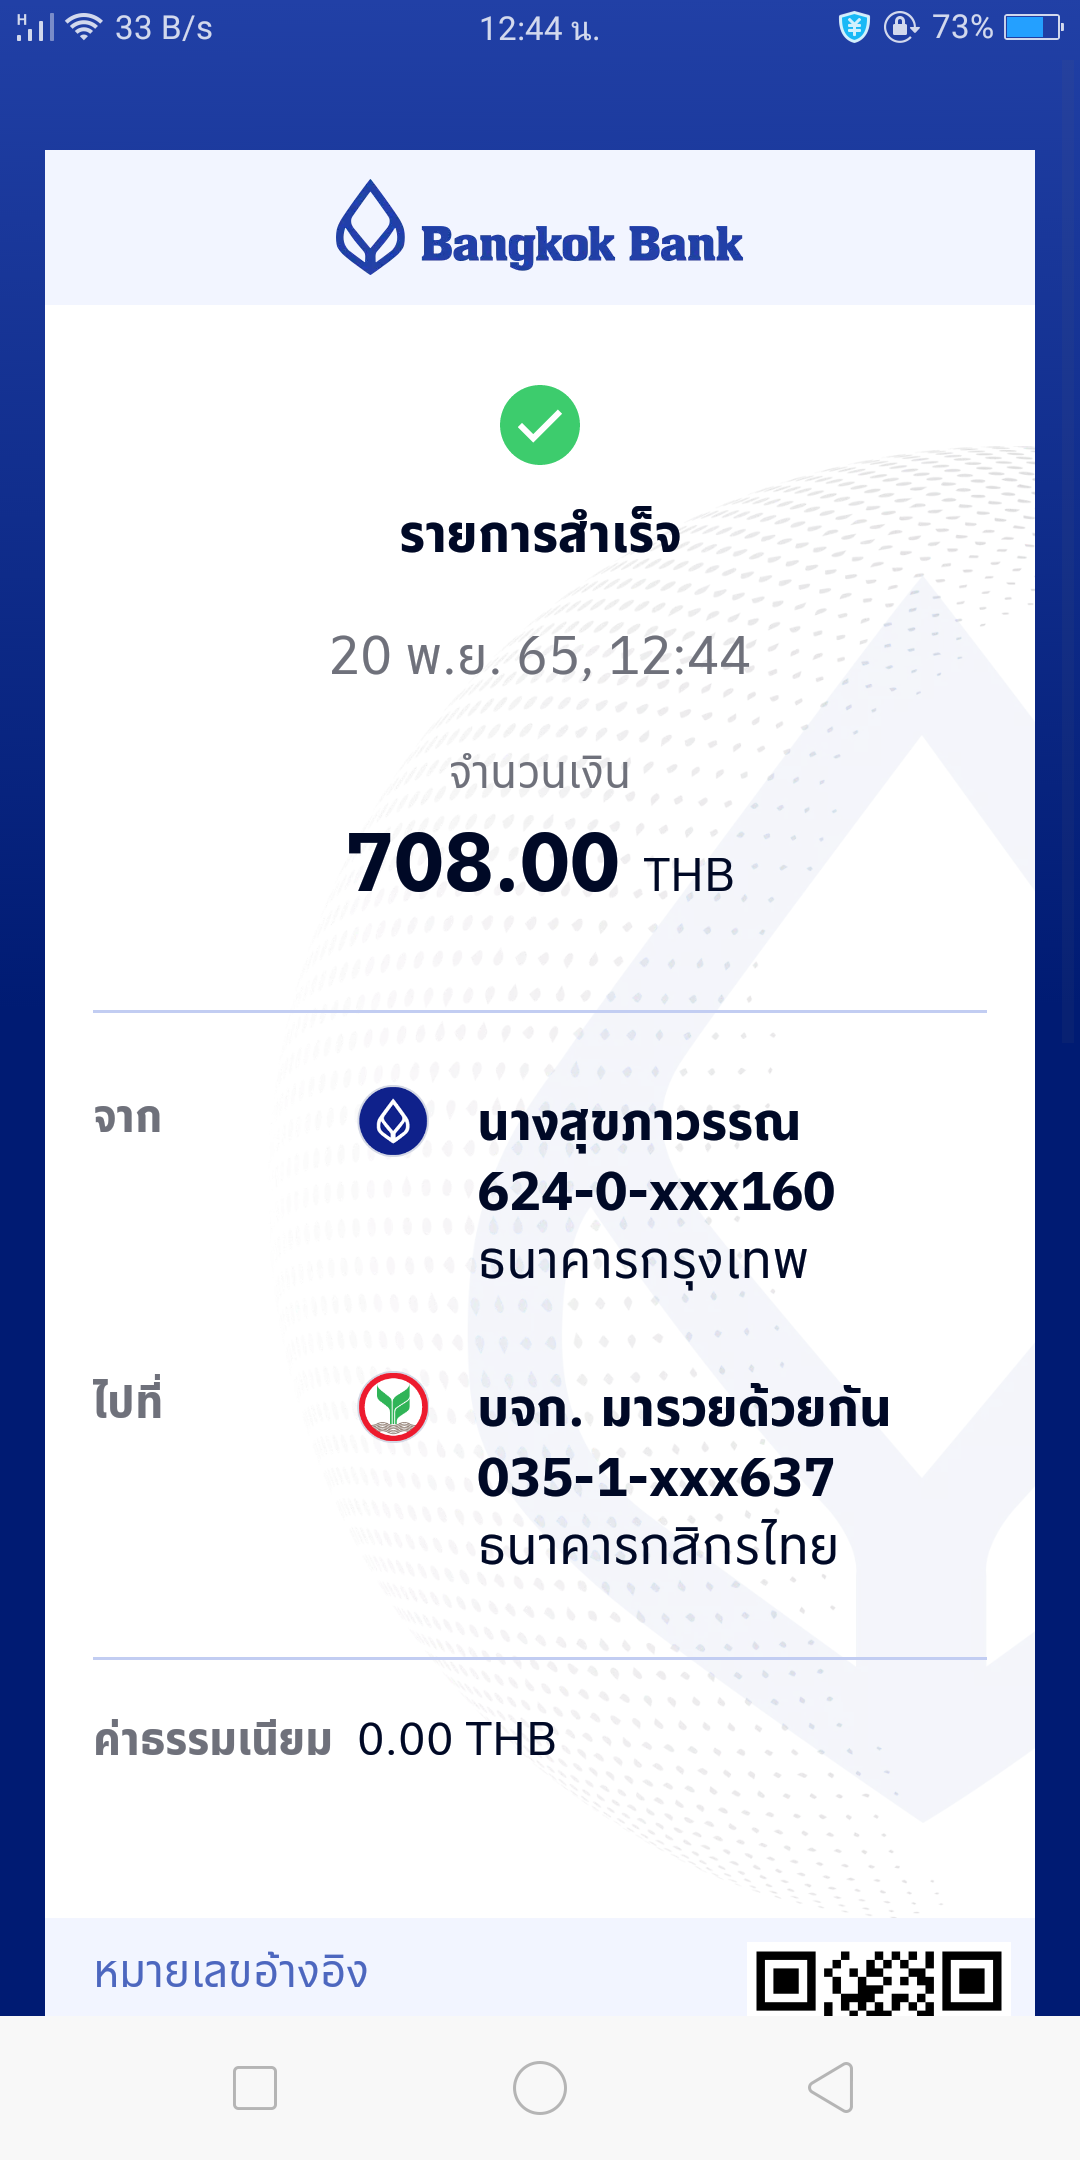 H 33 B/s 12:44 น. 73%
Bangkok Bank
รายการสำเร็จ
20 พ.ย. 65, 12:44
จำนวนเงิน
708.00 THB
จาก
นางสุขภาวรรณ
624-0-xxx160
ธนาคารกรุงเทพ
ไปที่
บจก. มารวยด้วยกัน
035-1-xxx637
ธนาคารกสิกรไทย
ค่าธรรมเนียม 0.00 THB
หมายเลขอ้างอิง